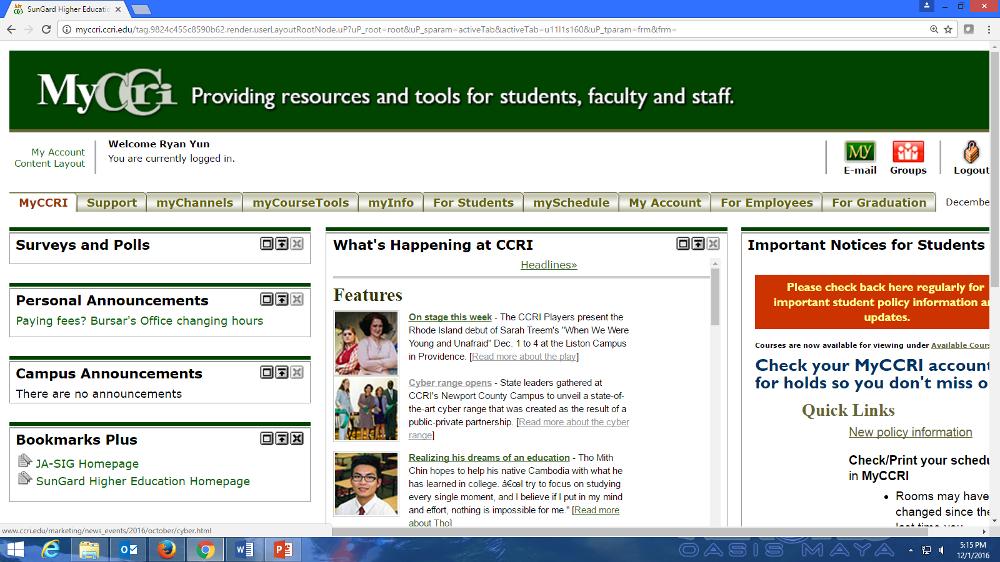 SunGard Higher Educatic
myccri.ccri.edu/tag.9824c455c8590b62.render.userLayoutRootNode.uP?uP_root=root&uP_sparam=activeTab&activeTab=u11l1s160&uP_tparam=frm&frm=
MyCCri Providing resources and tools for students, faculty and staff.
My Account
Content Layout
Welcome Ryan Yun
You are currently logged in.
MY
E-mail
Groups
Logout
MyCCRI
Support
myChannels
myCourseTools
myInfo
For Students
mySchedule
My Account
For Employees
For Graduation
Decembe
Surveys and Polls
Personal Announcements
Paying fees? Bursar's Office changing hours
Campus Announcements
There are no announcements
Bookmarks Plus
JA-SIG Homepage
SunGard Higher Education Homepage
What's Happening at CCRI
Headlines»
Features
On stage this week - The CCRI Players present the
Rhode Island debut of Sarah Treem's "When We Were
Young and Unafraid" Dec. 1 to 4 at the Liston Campus
in Providence. [Read more about the play]
Cyber range opens - State leaders gathered at
CCRI's Newport County Campus to unveil a state-of-
the-art cyber range that was created as the result of a
public-private partnership. [Read more about the cyber
range]
Realizing his dreams of an education - Tho Mith
Chin hopes to help his native Cambodia with what he
has learned in college. â€œI try to focus on studying
every single moment, and I believe if I put in my mind
and effort, nothing is impossible for me." [Read more
about Tho]
Important Notices for Students
Please check back here regularly for
important student policy information an
updates.
Courses are now available for viewing under Available Cours
Check your MyCCRI account
for holds so you don't miss o
Quick Links
New policy information
Check/Print your schedu
in MyCCRI
Rooms may have
changed since the
last time you
www.ccri.edu/marketing/news_events/2016/october/cyber.html
OASIS MAYA
5:15 PM
12/1/2016